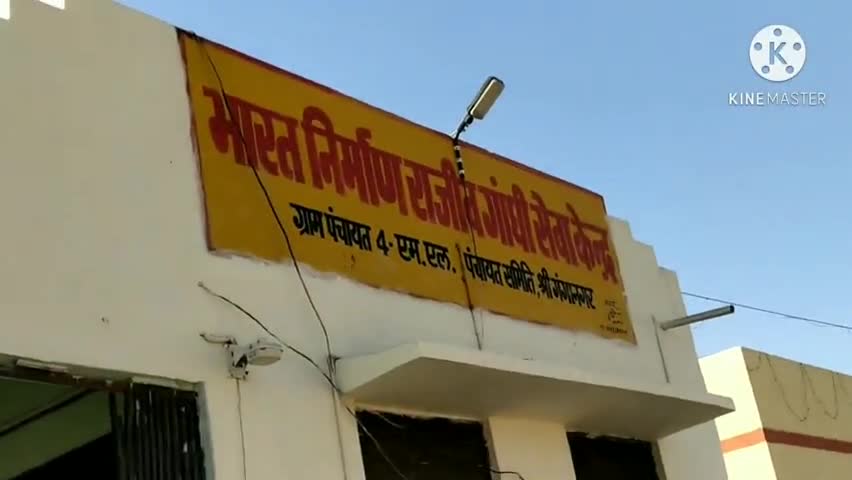 भारत निर्माण राजीव गांधी सेवा केन्द्र
ग्राम पंचायत 4- एम. एल. पंचायत समिति, श्री गंगानगर
KINEMASTER